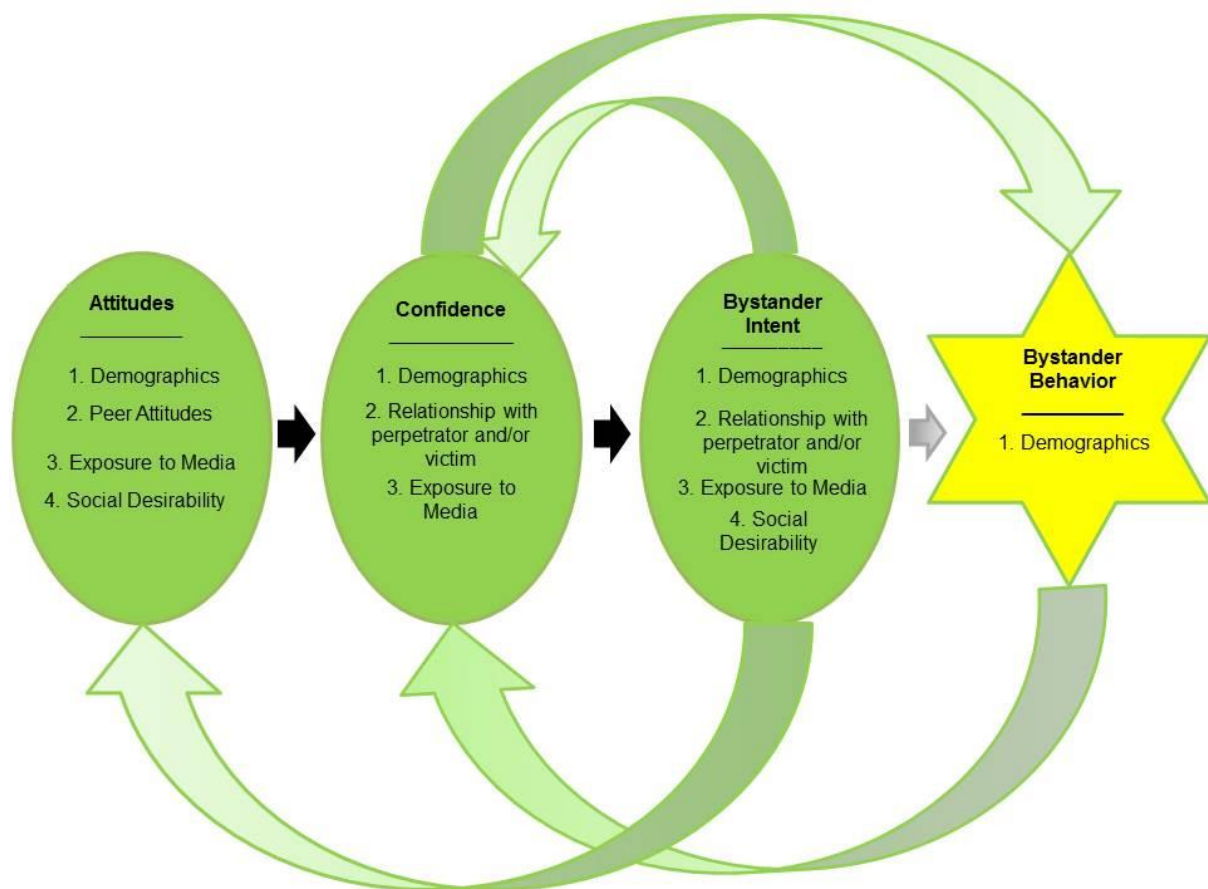 Attitudes
1. Demographics
2. Peer Attitudes
3. Exposure to Media
4. Social Desirability
Confidence
1. Demographics
2. Relationship with
perpetrator and/or
victim
3. Exposure to
Media
Bystander
Intent
1. Demographics
2. Relationship with
perpetrator and/or
victim
3. Exposure to Media
4. Social
Desirability
Bystander
Behavior
1. Demographics